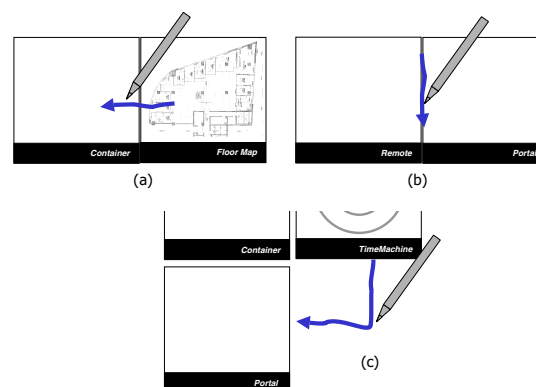 Container
Floor Map
(a)
Remote
Portal
(b)
Container
TimeMachine
Portal
(c)